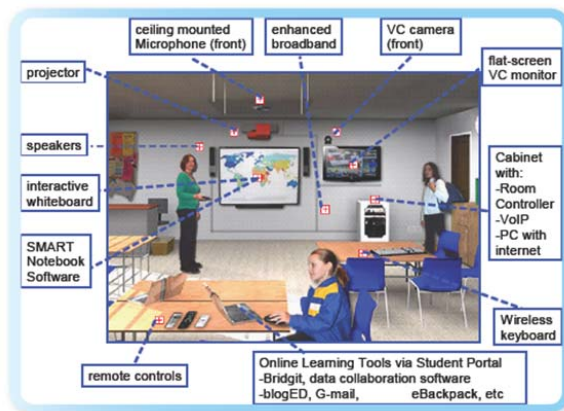 ceiling mounted
Microphone (front)
enhanced
broadband
VC camera
(front)
projector
flat-screen
VC monitor
speakers
interactive
whiteboard
Cabinet
with:
-Room
Controller
-VoIP
-PC with
internet
SMART
Notebook
Software
Wireless
keyboard
remote controls
Online Learning Tools via Student Portal
-Bridgit, data collaboration software
-blogED, G-mail, eBackpack, etc